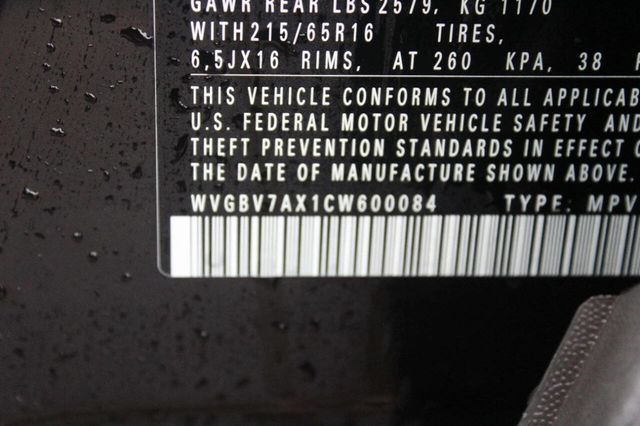 GAWR REAR LBS 2579, KG 1170
WITH215/65R16 TIRES,
6,5JX16 RIMS, AT 260 KPA, 38
THIS VEHICLE CONFORMS TO ALL APPLICAB
U.S. FEDERAL MOTOR VEHICLE SAFETY AND
THEFT PREVENTION STANDARDS IN EFFECT O
THE DATE OF MANUFACTURE SHOWN ABOVE.
WVGBV7AX1CW600084 TYPE: MPV